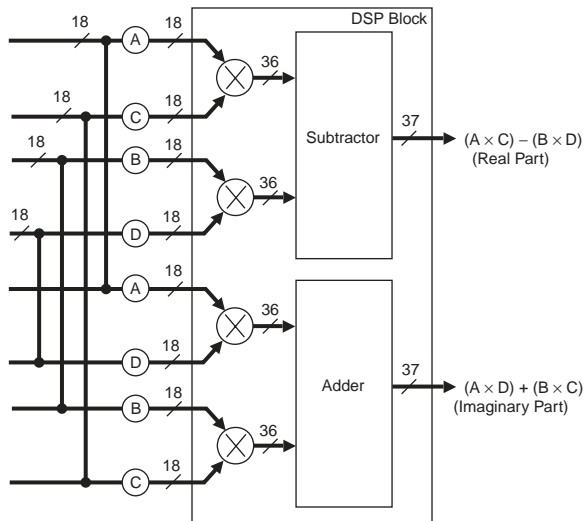 DSP Block
18
A
18
36
18
C
18
Subtractor
37
(A × C) – (B × D)
(Real Part)
18
B
18
36
18
D
18
A
18
36
D
18
Adder
37
(A × D) + (B × C)
(Imaginary Part)
B
18
36
C
18